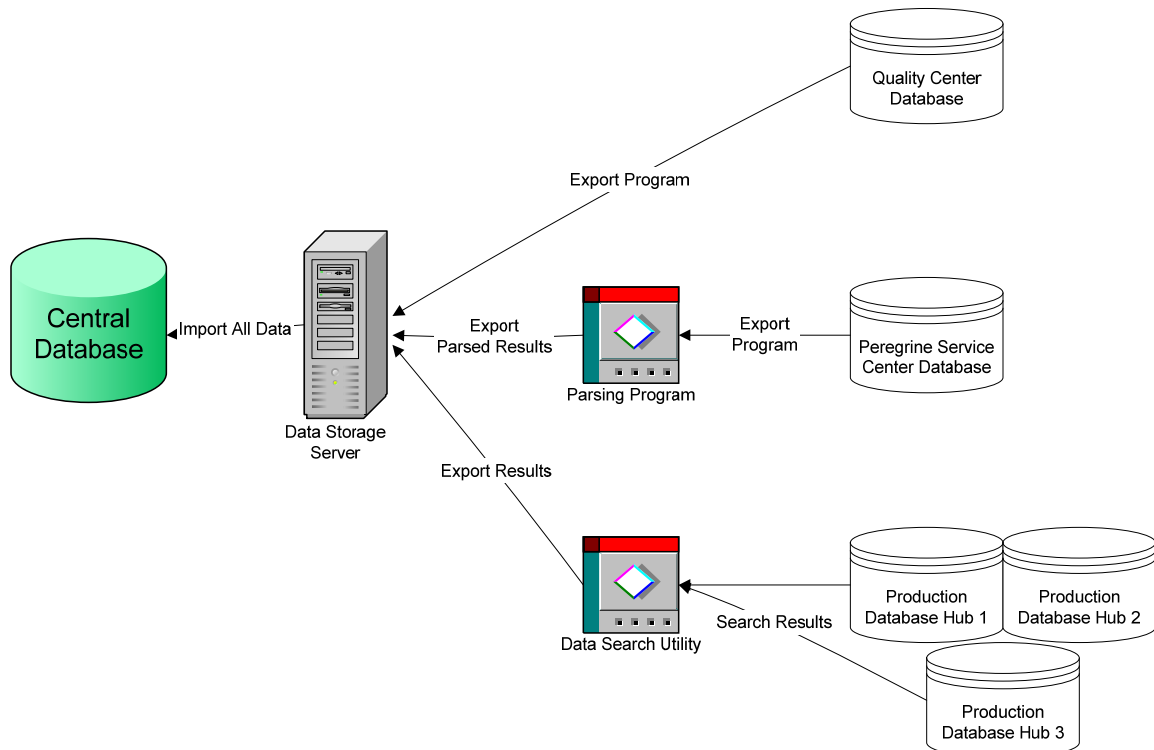 Quality Center
Database
Export Program
Central
Database
Import All Data
Data Storage
Server
Export
Parsed Results
Parsing Program
Export
Program
Peregrine Service
Center Database
Export Results
Data Search Utility
Search Results
Production
Database Hub 1
Production
Database Hub 2
Production
Database Hub 3